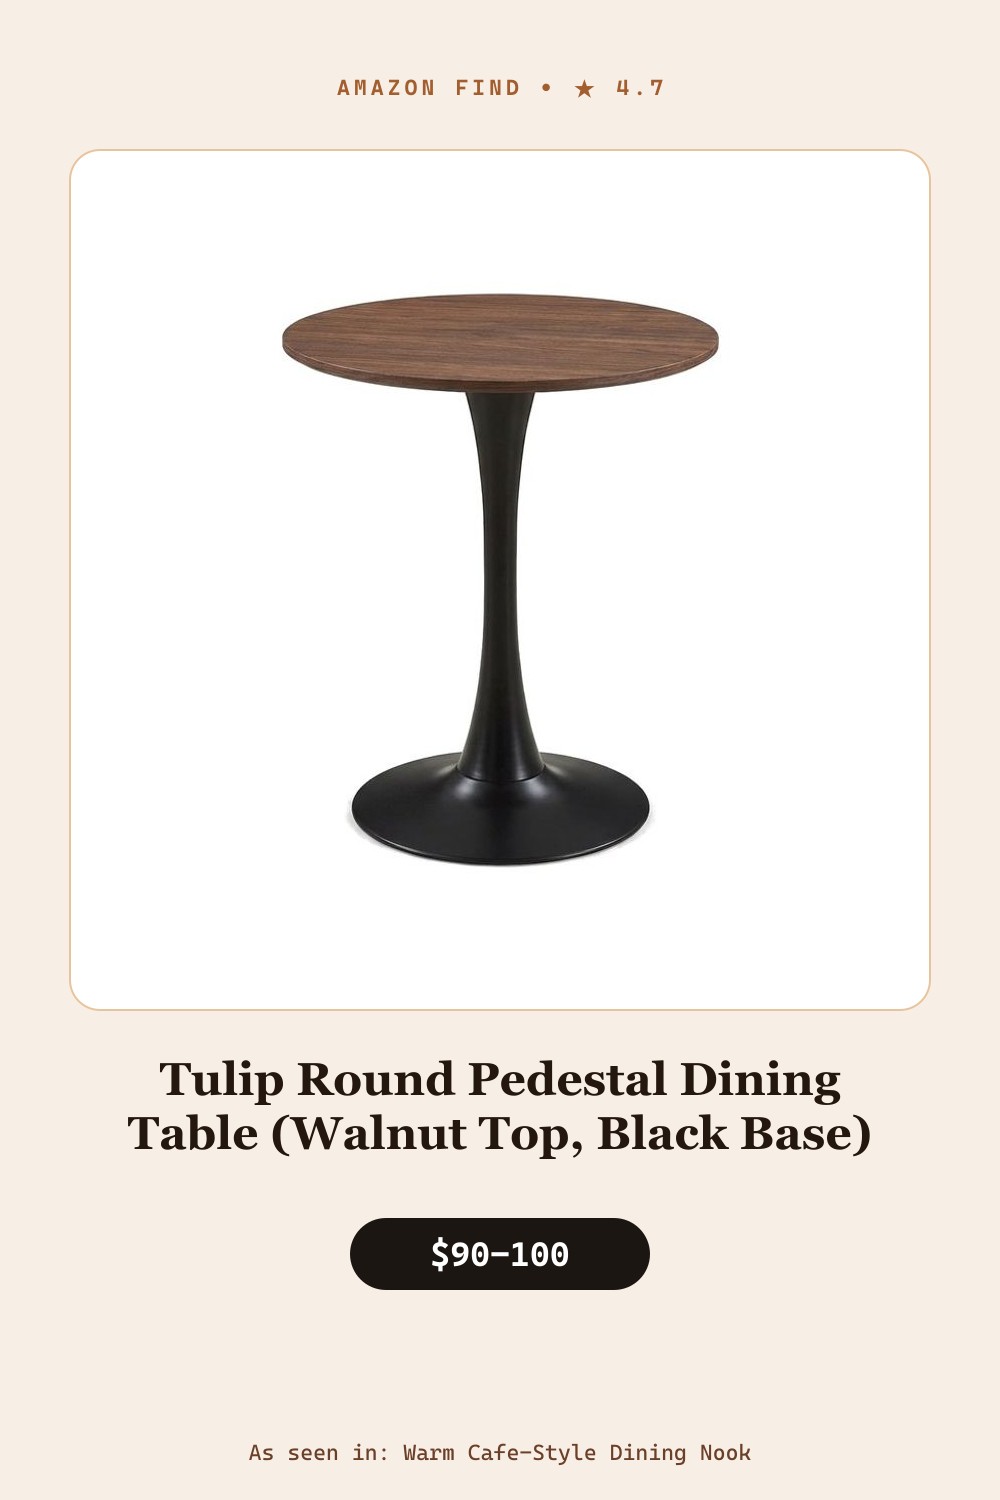 AMAZON FIND • ★ 4.7
Tulip Round Pedestal Dining
Table (Walnut Top, Black Base)
$90–100
As seen in: Warm Cafe-Style Dining Nook